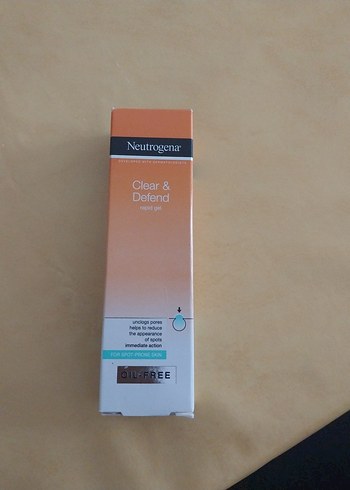 Neutrogena®
Clear &
Defend
rapid gel
unclogs pores
helps to reduce
the appearance
of spots
immediate action
FOR SPOT-PRONE SKIN
OIL-FREE